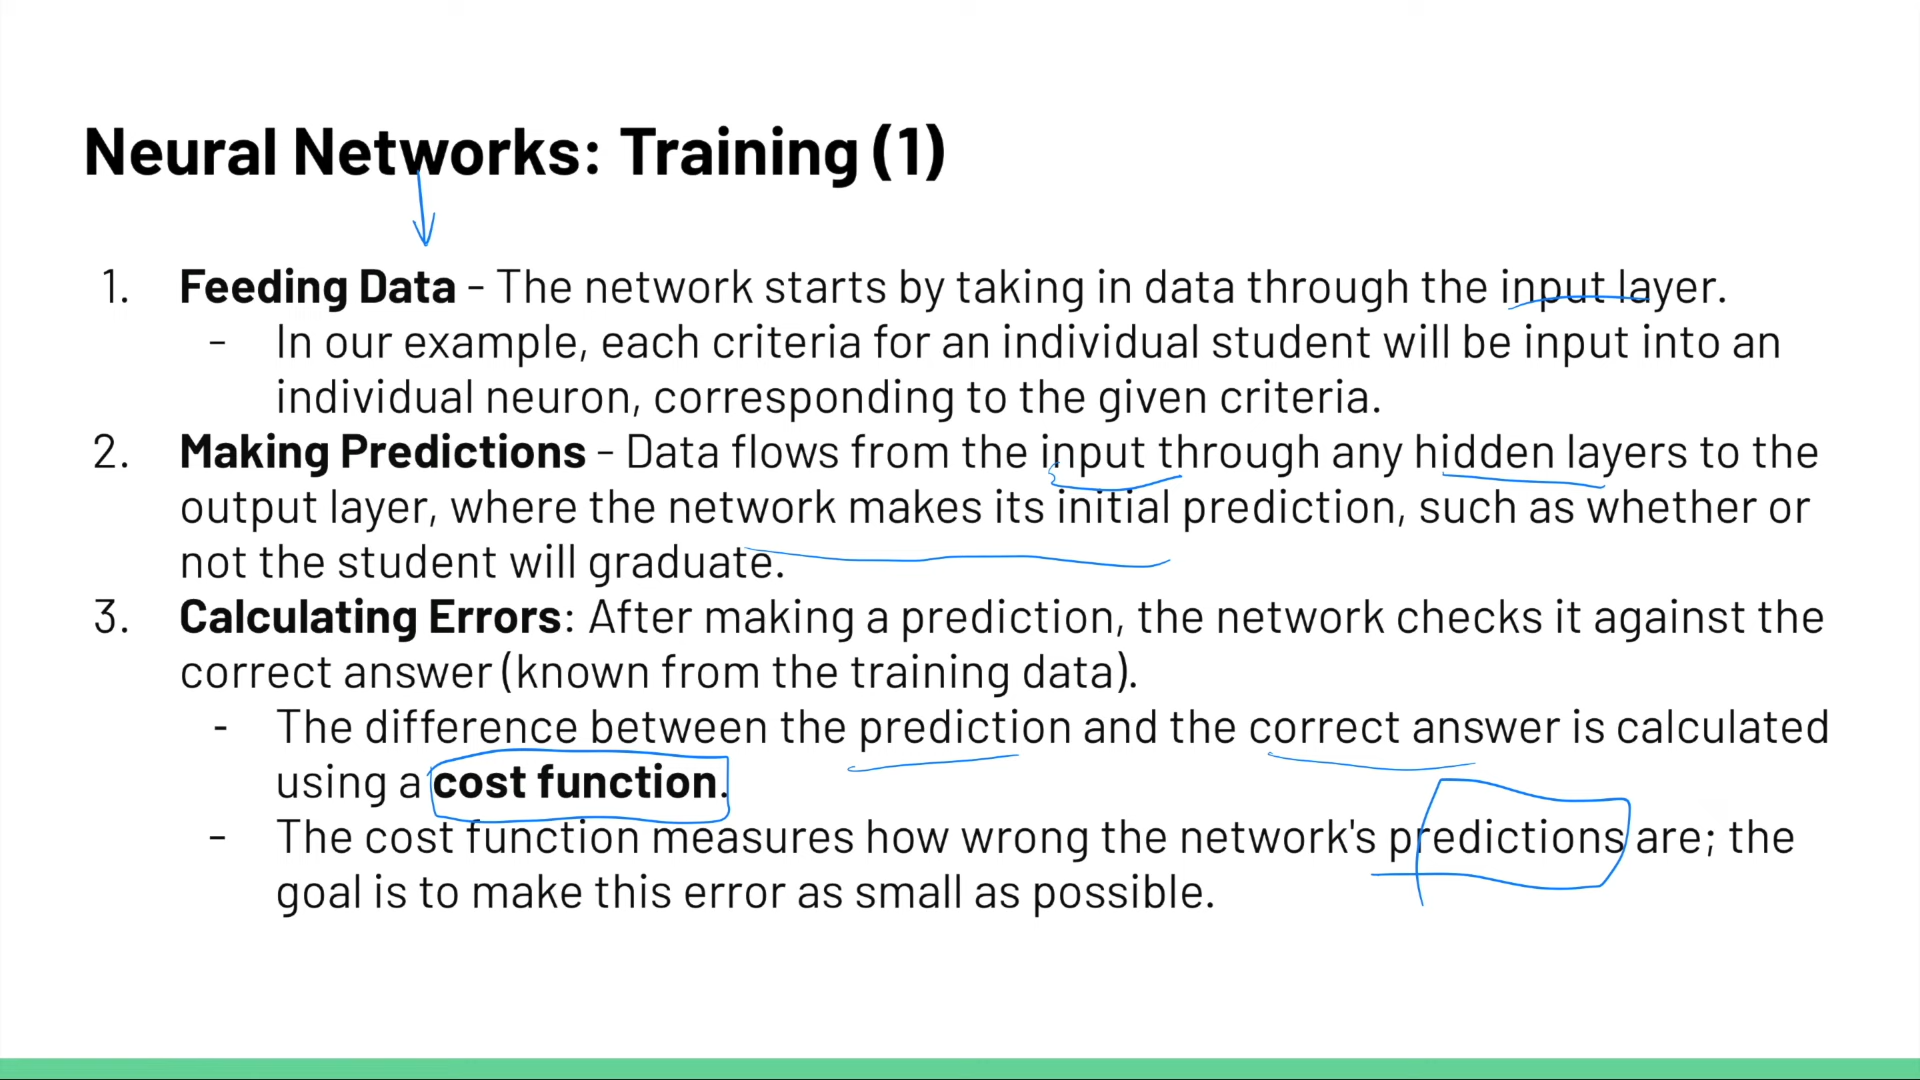 Neural Networks: Training (1)
1. Feeding Data - The network starts by taking in data through the input layer.
- In our example, each criteria for an individual student will be input into an
individual neuron, corresponding to the given criteria.
2. Making Predictions - Data flows from the input through any hidden layers to the
output layer, where the network makes its initial prediction, such as whether or
not the student will graduate.
3. Calculating Errors: After making a prediction, the network checks it against the
correct answer (known from the training data).
- The difference between the prediction and the correct answer is calculated
using a cost function.
- The cost function measures how wrong the network's predictions are; the
goal is to make this error as small as possible.